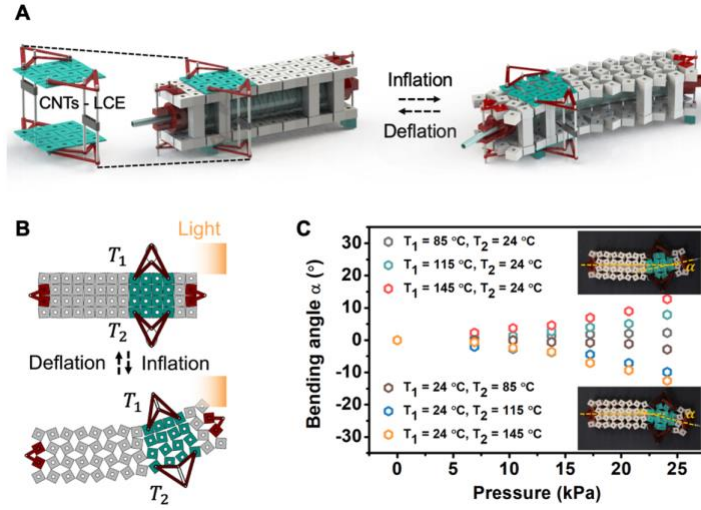 A
CNTs - LCE
Inflation
Deflation
B
Light
T₁
T₂
Deflation
Inflation
T₁
T₂
C
Bending angle α (°)
30
20
10
0
-10
-20
-30
T₁ = 85 °C, T₂ = 24 °C
T₁ = 115 °C, T₂ = 24 °C
T₁ = 145 °C, T₂ = 24 °C
α
T₁ = 24 °C, T₂ = 85 °C
T₁ = 24 °C, T₂ = 115 °C
T₁ = 24 °C, T₂ = 145 °C
α
0 5 10 15 20 25
Pressure (kPa)